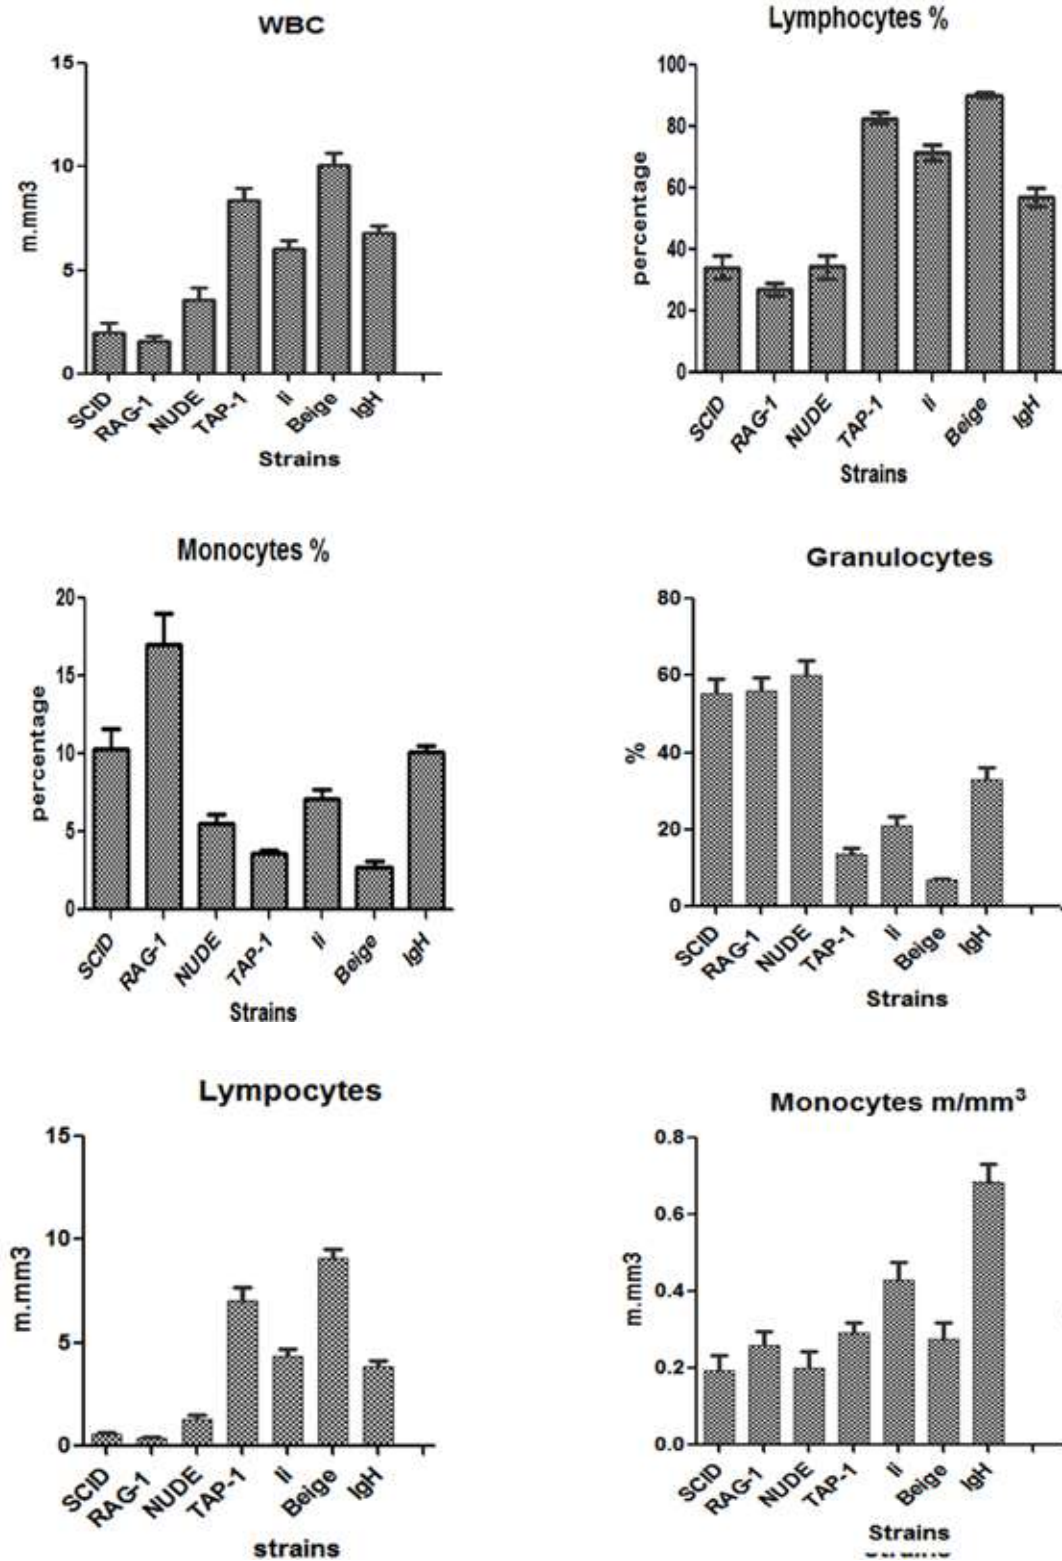 WBC
15
10
5
0
m.mm3
SCID
RAG-1
NUDE
TAP-1
Ii
Beige
IgH
Strains
Lymphocytes %
100
80
60
40
20
0
percentage
SCID
RAG-1
NUDE
TAP-1
Ii
Beige
IgH
Strains
Monocytes %
20
15
10
5
0
percentage
SCID
RAG-1
NUDE
TAP-1
Ii
Beige
IgH
Strains
Granulocytes
80
60
40
20
0
%
SCID
RAG-1
NUDE
TAP-1
Ii
Beige
IgH
Strains
Lympocytes
15
10
5
0
m.mm3
SCID
RAG-1
NUDE
TAP-1
Ii
Beige
IgH
strains
Monocytes m/mm³
0.8
0.6
0.4
0.2
0.0
m.mm3
SCID
RAG-1
NUDE
TAP-1
Ii
Beige
IgH
Strains